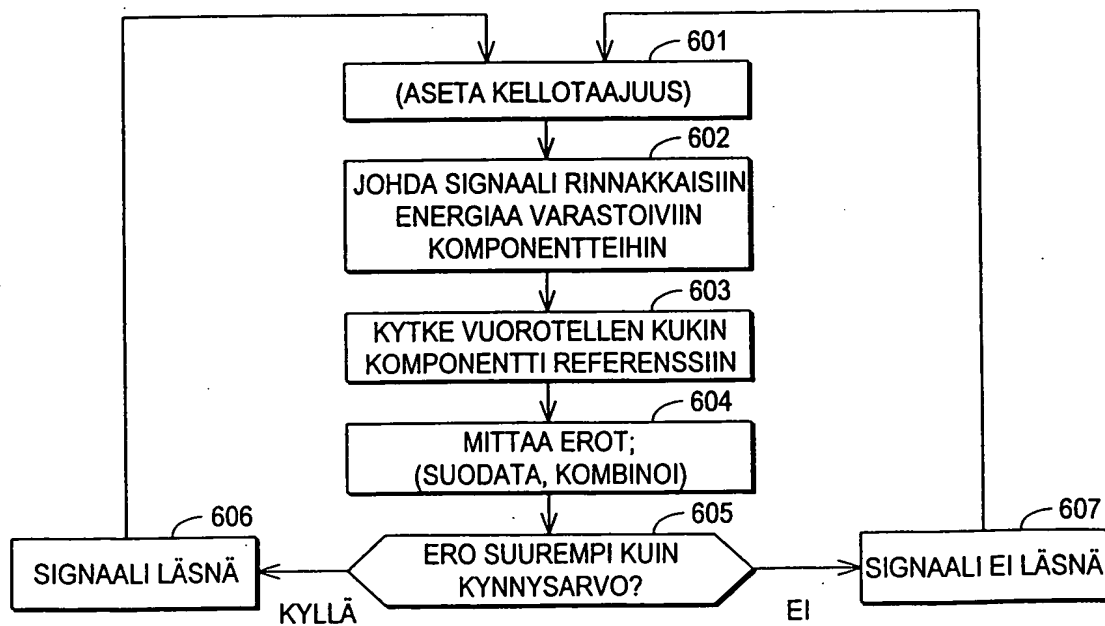 601
(ASETA KELLOTAAJUUS)
602
JOHDA SIGNAALI RINNAKKAISIIN
ENERGIAA VARASTOIVIIN
KOMPONENTTEIHIN
603
KYTKE VUOROTELLEN KUKIN
KOMPONENTTI REFERENSSIIN
604
MITTAA EROT;
(SUODATA, KOMBINOI)
605
ERO SUUREMPI KUIN
KYNNYSARVO?
606
SIGNAALI LÄSNÄ
KYLLÄ
607
SIGNAALI EI LÄSNÄ
EI